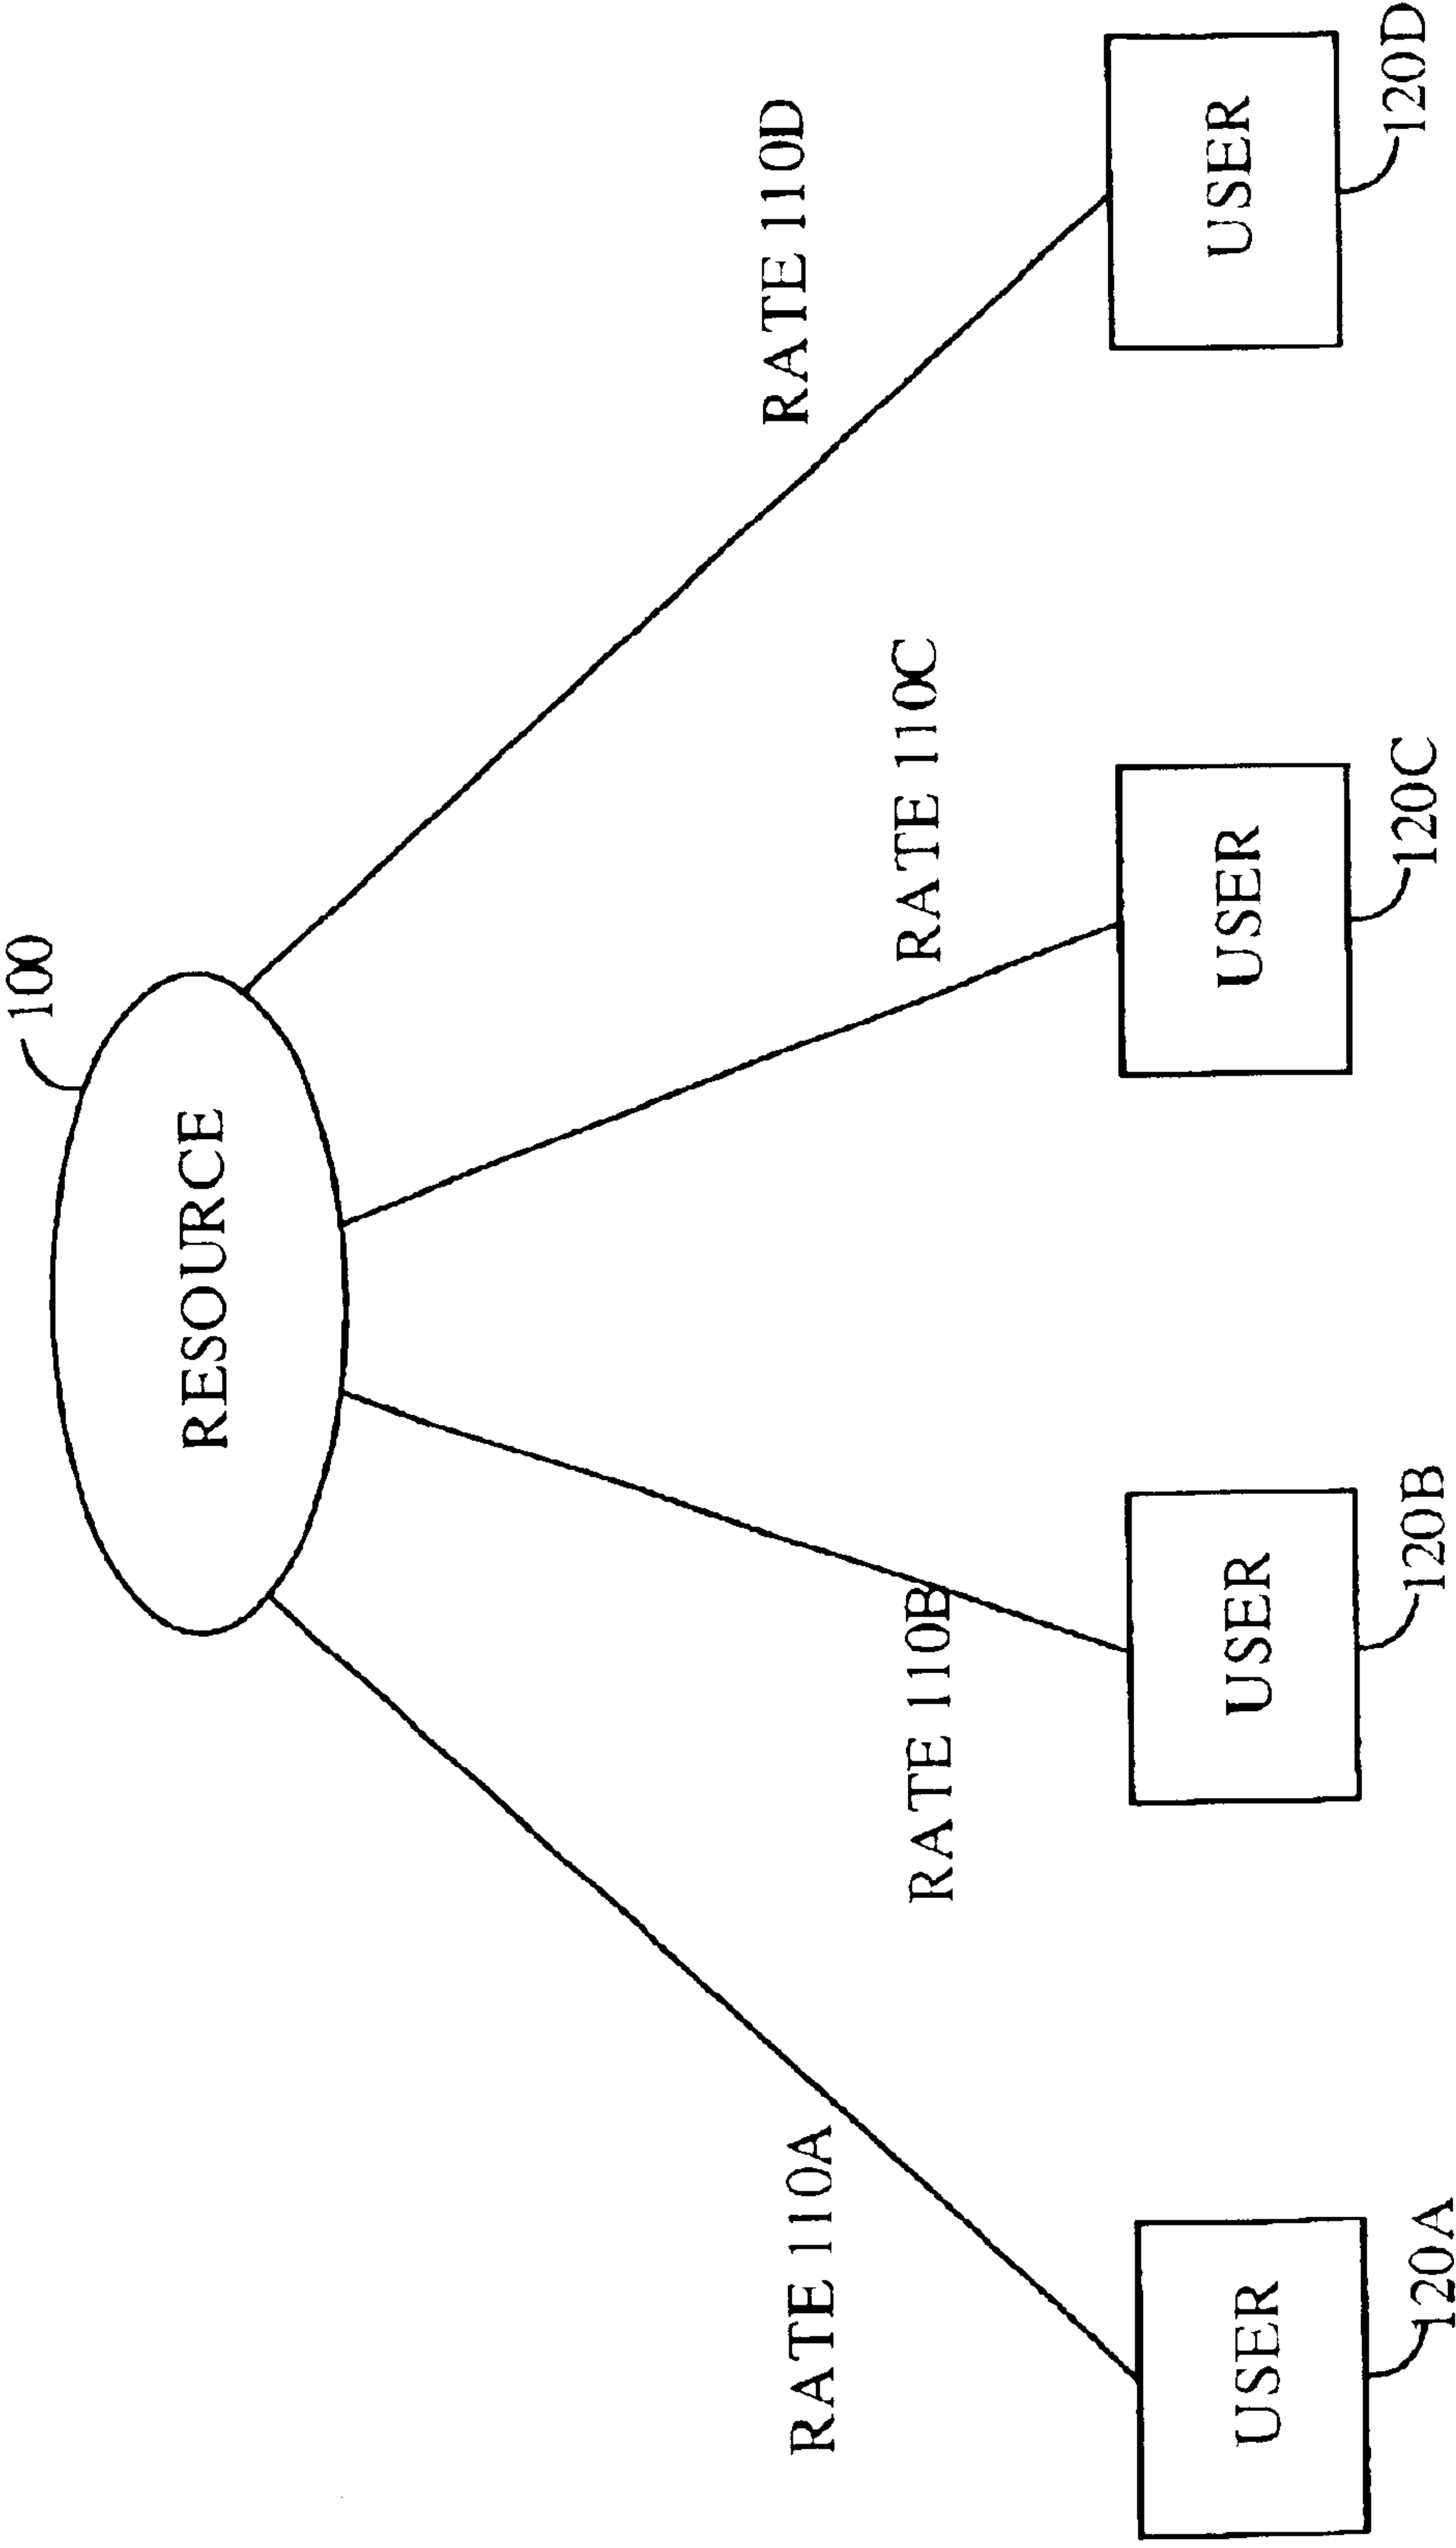 100
RESOURCE
RATE 110A
RATE 110B
RATE 110C
RATE 110D
USER
USER
USER
USER
120A
120B
120C
120D